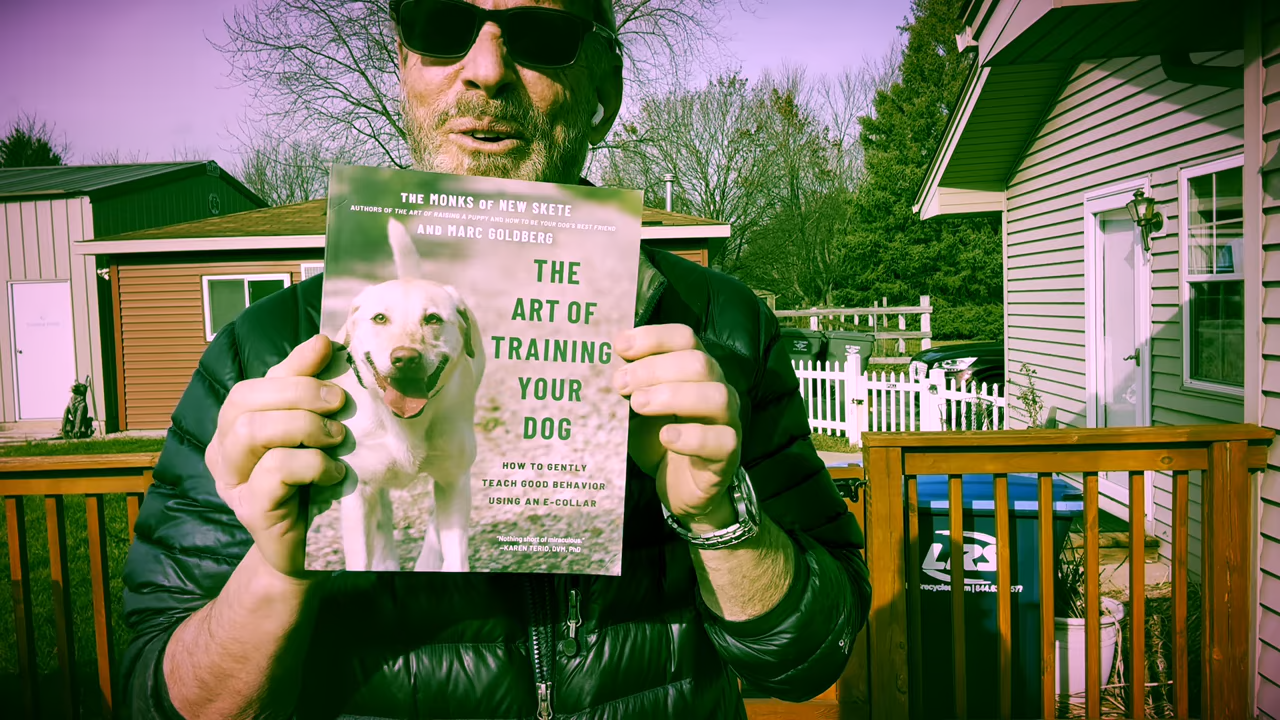 THE MONKS OF NEW SKETE
AUTHORS OF THE ART OF RAISING A PUPPY AND HOW TO BE YOUR DOG'S BEST FRIEND
AND MARC GOLDBERG
THE
ART OF
TRAINING
YOUR
DOG
HOW TO GENTLY
TEACH GOOD BEHAVIOR
USING AN E-COLLAR
"Nothing short of miraculous."
—KAREN TERIO, DVM, PhD
LRS